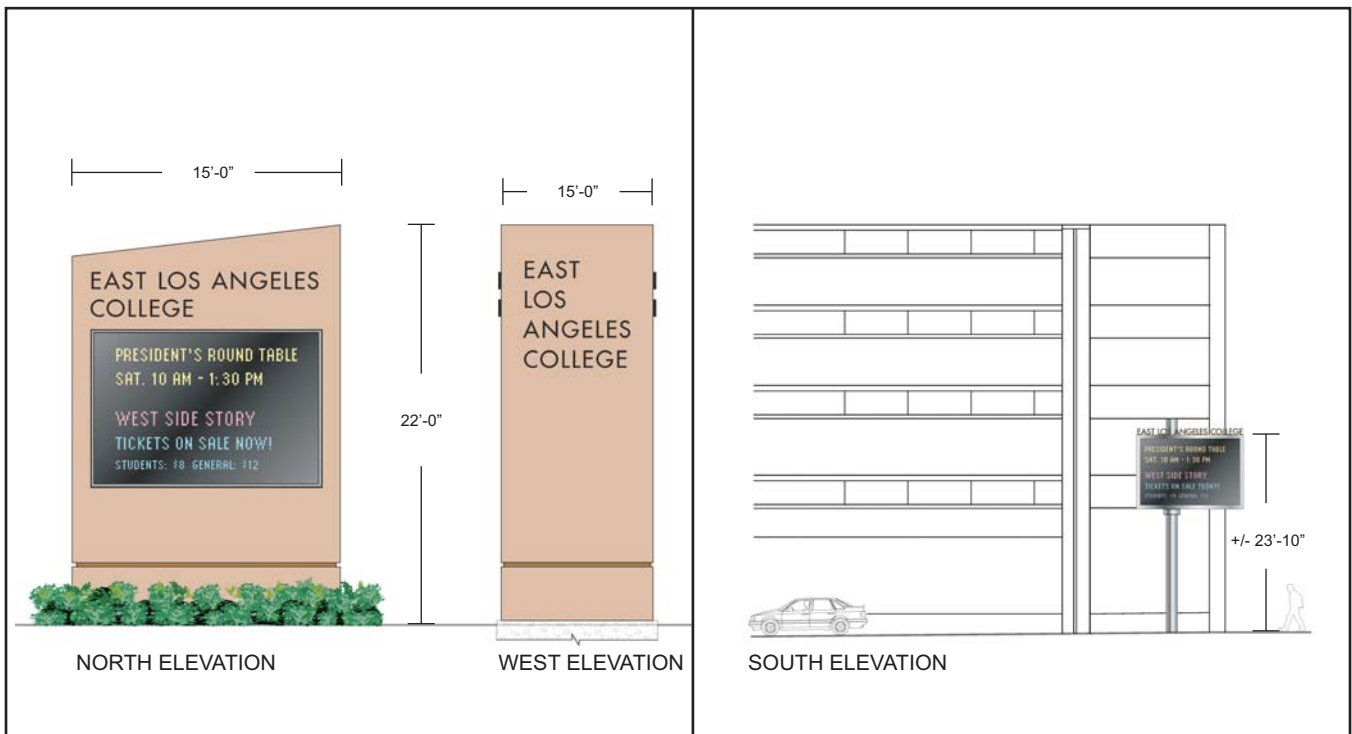 15’-0”
EAST LOS ANGELES
COLLEGE
PRESIDENT'S ROUND TABLE
SAT. 10 AM - 1:30 PM
WEST SIDE STORY
TICKETS ON SALE NOW!
STUDENTS: $8 GENERAL: $12
22’-0”
NORTH ELEVATION
15’-0”
EAST
LOS
ANGELES
COLLEGE
WEST ELEVATION
EAST LOS ANGELES COLLEGE
PRESIDENT'S ROUND TABLE
SAT. 10 AM - 1:30 PM
WEST SIDE STORY
TICKETS ON SALE TODAY!
+/- 23’-10”
SOUTH ELEVATION